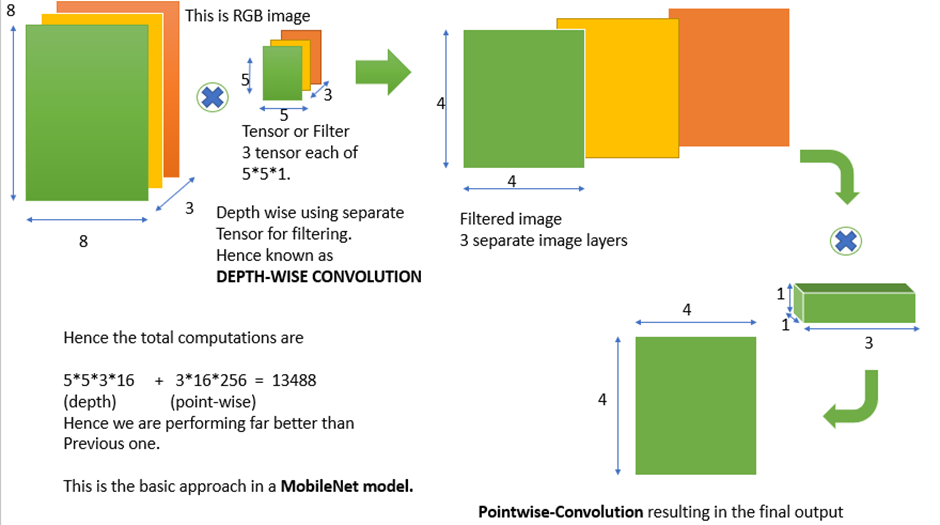 8
This is RGB image
5
3
5
Tensor or Filter
3 tensor each of
5*5*1.
3
8
Depth wise using separate
Tensor for filtering.
Hence known as
DEPTH-WISE CONVOLUTION
4
4
Filtered image
3 separate image layers
1
1
3
4
4
Hence the total computations are
5*5*3*16 + 3*16*256 = 13488
(depth) (point-wise)
Hence we are performing far better than
Previous one.
This is the basic approach in a MobileNet model.
Pointwise-Convolution resulting in the final output